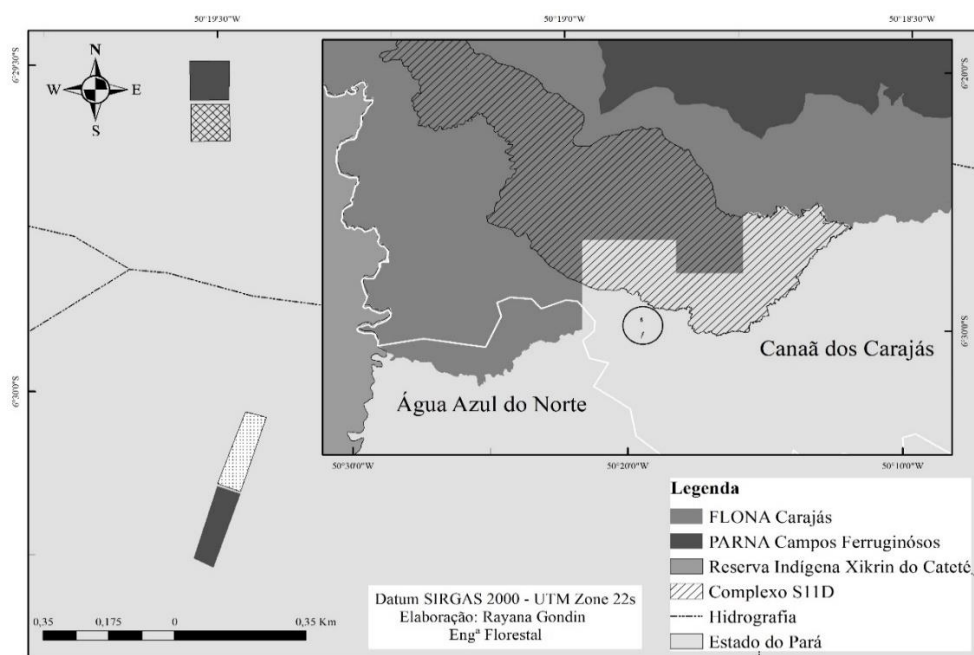 50°19'30"W 50°19'0"W 50°18'30"W
6°29'30"S
6°20'0"S
N
W E
S
6°30'0"S
6°30'0"S
Canaã dos Carajás
Água Azul do Norte
50°30'0"W 50°20'0"W 50°10'0"W
Legenda
FLONA Carajás
PARNA Campos Ferruginósos
Reserva Indígena Xikrin do Cateté
Complexo S11D
Hidrografia
Estado do Pará
Datum SIRGAS 2000 - UTM Zone 22s
Elaboração: Rayana Gondin
Engª Florestal
0,35 0,175 0 0,35 Km